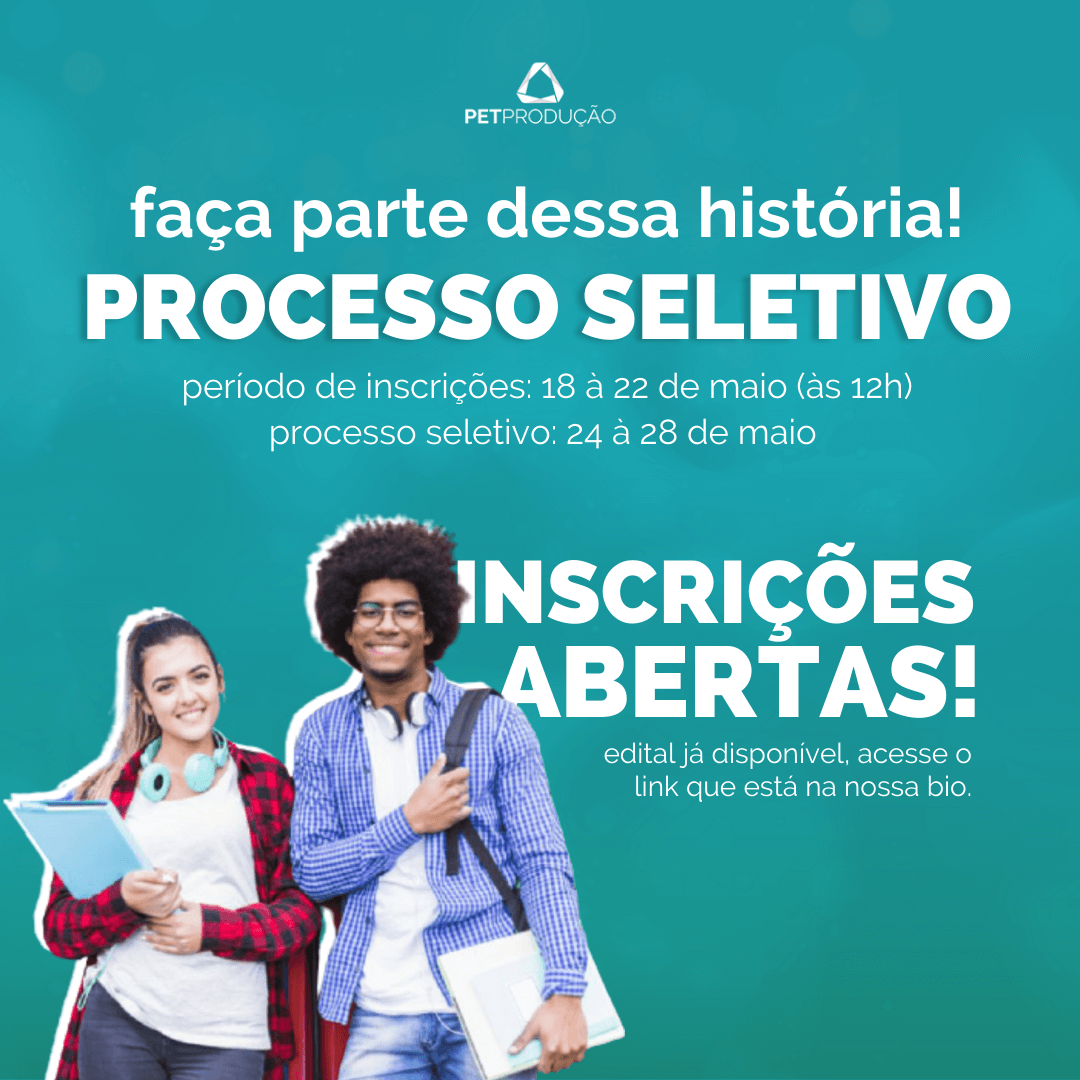 PETPRODUÇÃO
faça parte dessa história!
PROCESSO SELETIVO
período de inscrições: 18 à 22 de maio (às 12h)
processo seletivo: 24 à 28 de maio
INSCRIÇÕES
ABERTAS!
edital já disponível, acesse o
link que está na nossa bio.